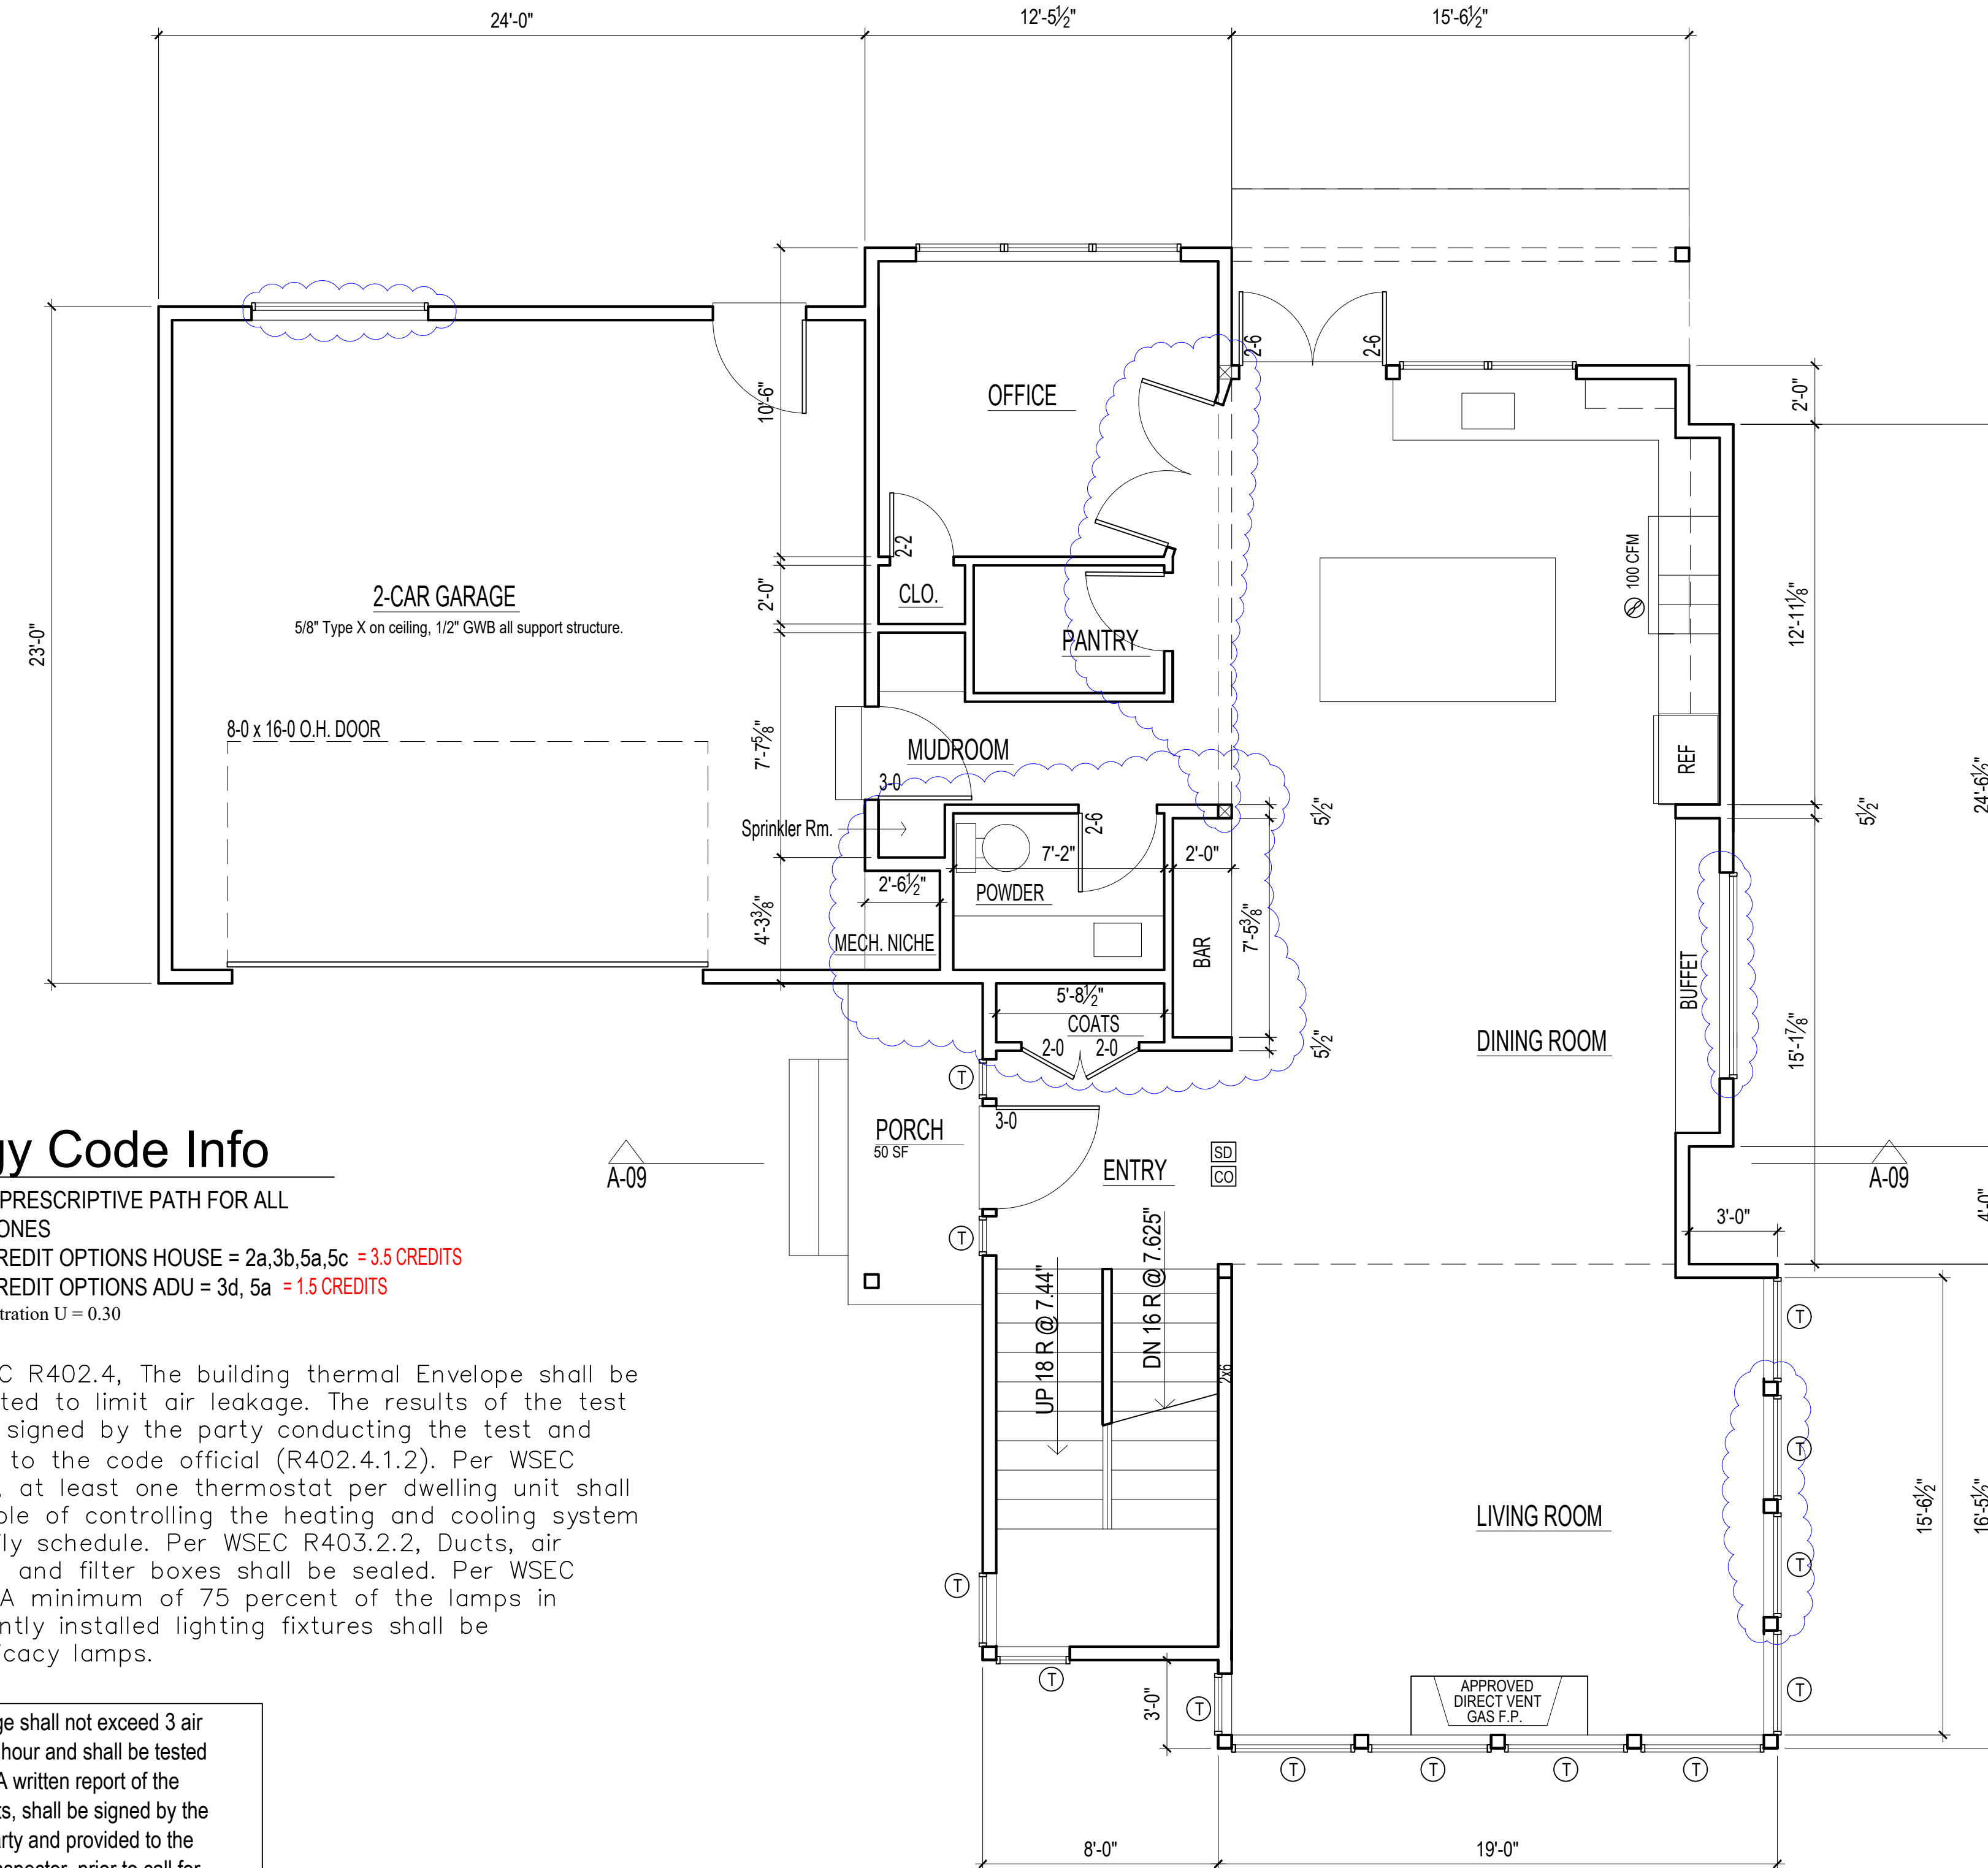 24'-0"
12'-5½"
15'-6½"
2-6
2-6
OFFICE
10'-6"
2'-0"
2-2
100 CFM
CLO.
2'-0"
2-CAR GARAGE
5/8" Type X on ceiling, 1/2" GWB all support structure.
12'-11⅛"
23'-0"
PANTRY
8-0 x 16-0 O.H. DOOR
7'-7⅝"
MUDROOM
3-0
REF
24'-6½"
5½"
5½"
Sprinkler Rm.
2-6
7'-2"
2'-0"
2'-6½"
POWDER
4'-3⅜"
MECH. NICHE
BAR
7'-5⅜"
BUFFET
5'-8½"
COATS
2-0
2-0
5½"
DINING ROOM
15'-1⅞"
T
3-0
PORCH
50 SF
A-09
ENTRY
SD
CO
A-09
4'-0"
3'-0"
T
gy Code Info
PRESCRIPTIVE PATH FOR ALL
ONES
REDIT OPTIONS HOUSE = 2a,3b,5a,5c = 3.5 CREDITS
REDIT OPTIONS ADU = 3d, 5a = 1.5 CREDITS
tration U = 0.30
UP 18 R @ 7.44"
DN 16 R @ 7.625"
2x6
T
T
T
T
LIVING ROOM
15'-6½"
16'-5½"
C R402.4, The building thermal Envelope shall be
ted to limit air leakage. The results of the test
signed by the party conducting the test and
to the code official (R402.4.1.2). Per WSEC
, at least one thermostat per dwelling unit shall
ble of controlling the heating and cooling system
ily schedule. Per WSEC R403.2.2, Ducts, air
and filter boxes shall be sealed. Per WSEC
A minimum of 75 percent of the lamps in
ntly installed lighting fixtures shall be
icacy lamps.
T
T
T
3'-0"
APPROVED
DIRECT VENT
GAS F.P.
T
T
T
T
ge shall not exceed 3 air
hour and shall be tested
A written report of the
ts, shall be signed by the
arty and provided to the
8'-0"
19'-0"